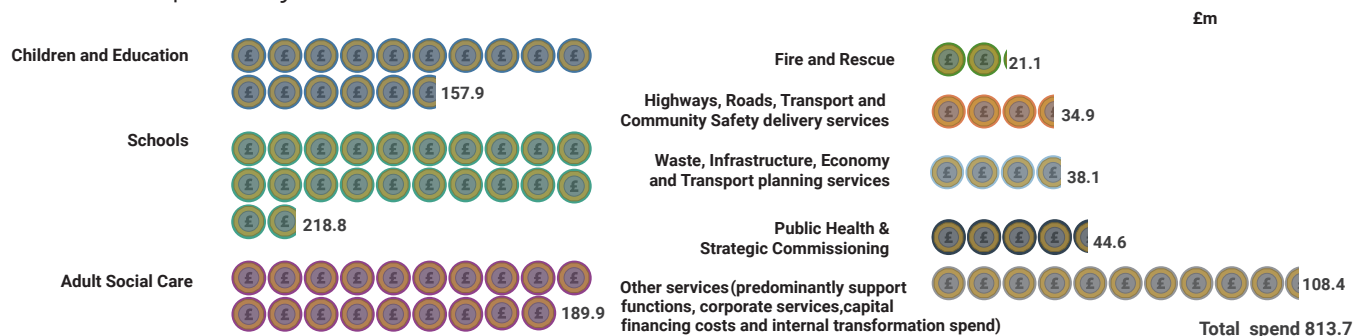 £m
Children and Education
157.9
Schools
218.8
Adult Social Care
189.9
Fire and Rescue
21.1
Highways, Roads, Transport and
Community Safety delivery services
34.9
Waste, Infrastructure, Economy
and Transport planning services
38.1
Public Health &
Strategic Commissioning
44.6
Other services(predominantly support
functions, corporate services,capital
financing costs and internal transformation spend)
108.4
Total spend 813.7